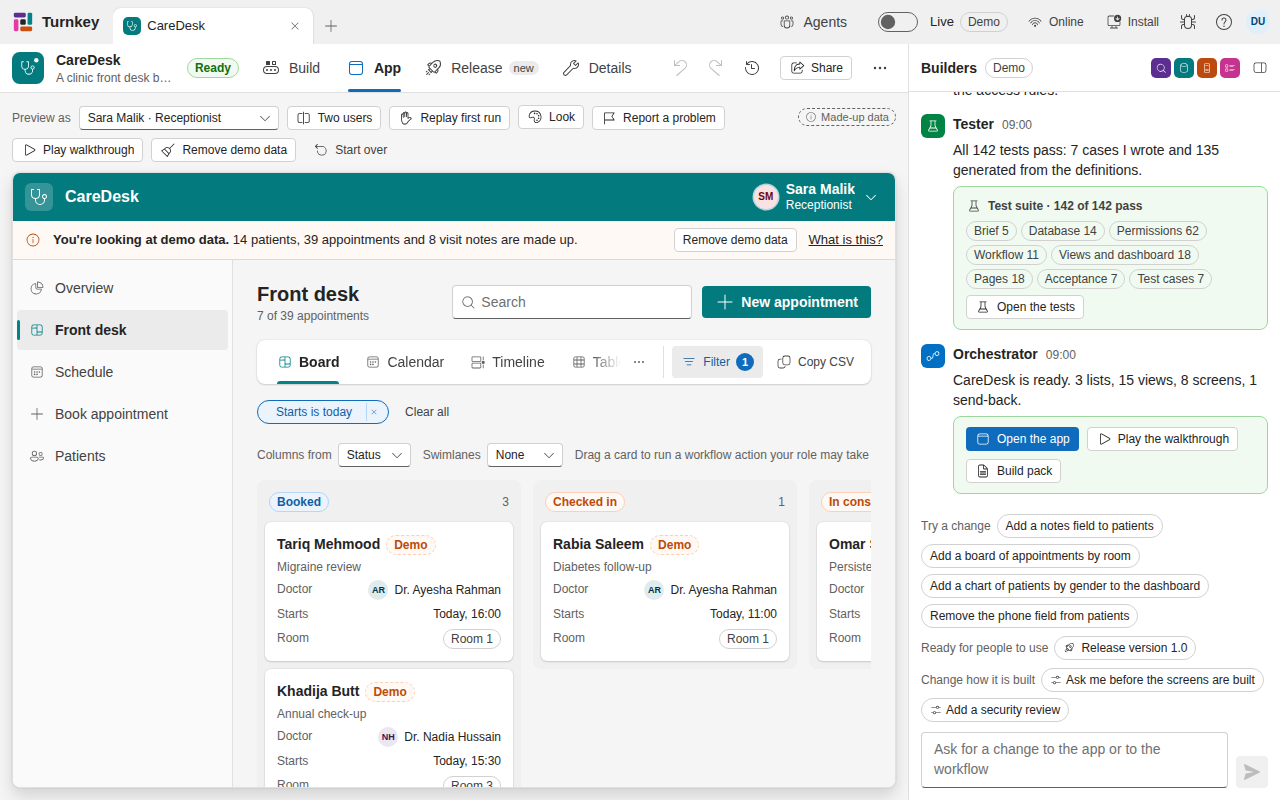 Turnkey
CareDesk
Agents
Live
Demo
Online
Install
DU
CareDesk
A clinic front desk b…
Ready
Build
App
Release new
Details
Share
Preview as
Sara Malik · Receptionist
Two users
Replay first run
Look
Report a problem
Made-up data
Play walkthrough
Remove demo data
Start over
CareDesk
SM
Sara Malik
Receptionist
You're looking at demo data. 14 patients, 39 appointments and 8 visit notes are made up.
Remove demo data
What is this?
Overview
Front desk
Schedule
Book appointment
Patients
Front desk
7 of 39 appointments
Search
New appointment
Board
Calendar
Timeline
Filter 1
Copy CSV
Starts is today
Clear all
Columns from
Status
Swimlanes
None
Drag a card to run a workflow action your role may take
Booked
3
Tariq Mehmood Demo
Migraine review
Doctor AR Dr. Ayesha Rahman
Starts Today, 16:00
Room Room 1
Khadija Butt Demo
Annual check-up
Doctor NH Dr. Nadia Hussain
Starts Today, 15:30
Room Room 3
Checked in
1
Rabia Saleem Demo
Diabetes follow-up
Doctor AR Dr. Ayesha Rahman
Starts Today, 11:00
Room Room 1
In cons
Omar
Persiste
Doctor
Starts
Room
Builders
Demo
the access rules.
Tester 09:00
All 142 tests pass: 7 cases I wrote and 135
generated from the definitions.
Test suite · 142 of 142 pass
Brief 5
Database 14
Permissions 62
Workflow 11
Views and dashboard 18
Pages 18
Acceptance 7
Test cases 7
Open the tests
Orchestrator 09:00
CareDesk is ready. 3 lists, 15 views, 8 screens, 1
send-back.
Open the app
Play the walkthrough
Build pack
Try a change
Add a notes field to patients
Add a board of appointments by room
Add a chart of patients by gender to the dashboard
Remove the phone field from patients
Ready for people to use
Release version 1.0
Change how it is built
Ask me before the screens are built
Add a security review
Ask for a change to the app or to the
workflow